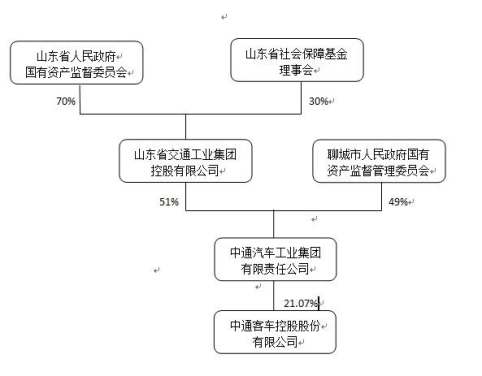 山东省人民政府
国有资产监督委员会
山东省社会保障基金
理事会
70%
30%
山东省交通工业集团
控股有限公司
聊城市人民政府国有
资产监督管理委员会
51%
49%
中通汽车工业集团
有限责任公司
21.07%
中通客车控股股份
有限公司